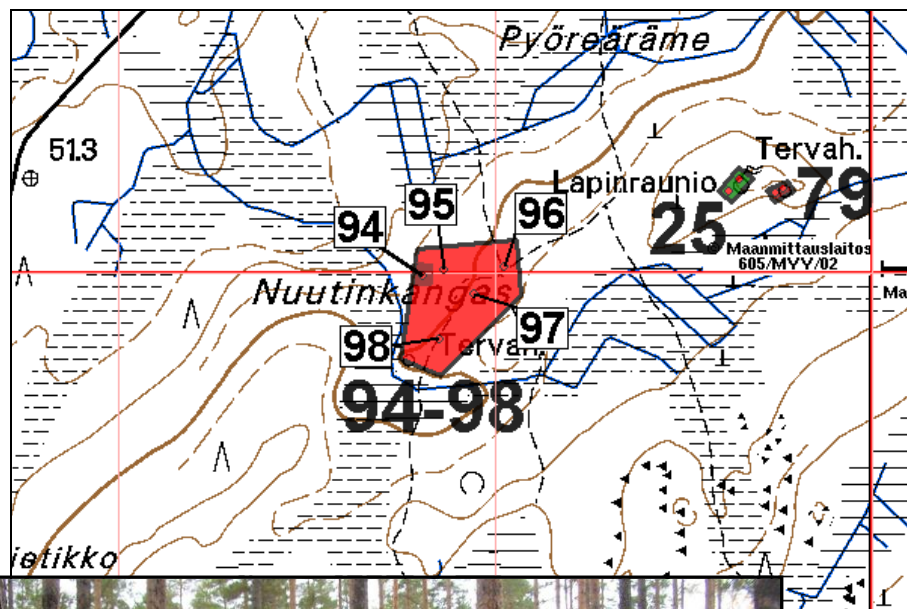 Pyöreäräme
51.3
Tervah.
Lapinraunio
79
95
96
25
94
Maanmittauslaitos
605/MYY/02
Nuutinkangas
Ma
97
98
Tervah.
94-98
ietikko